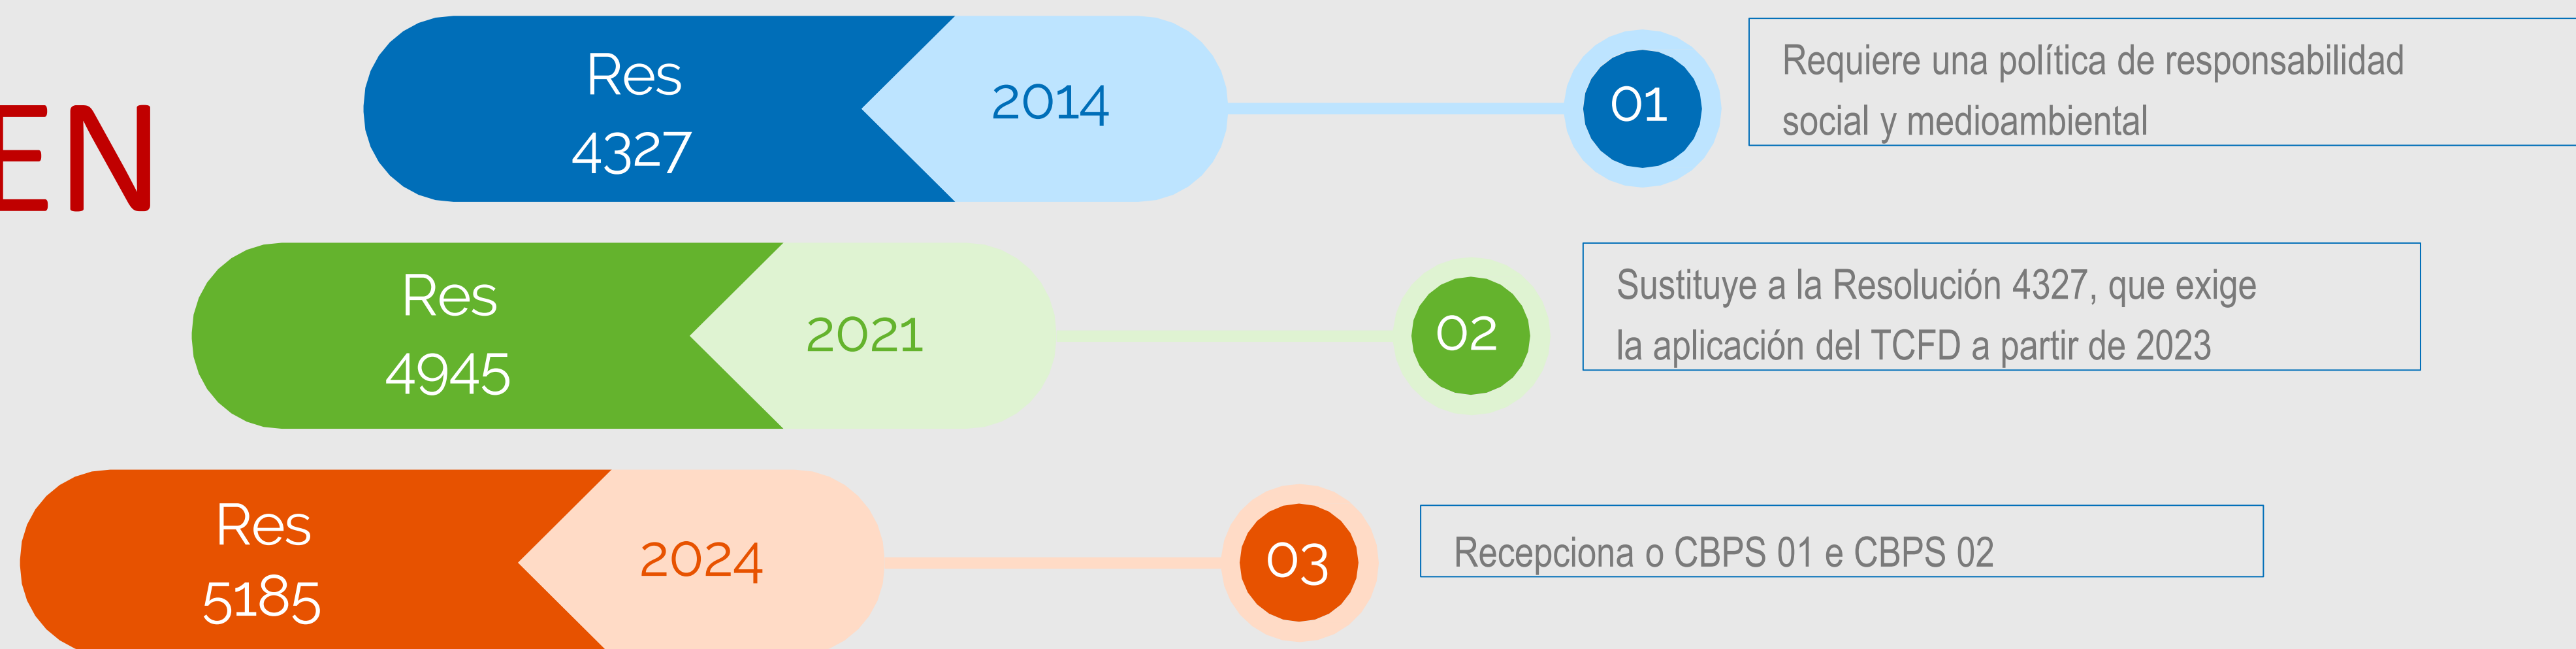 EN
Res
4327
2014
01
Requiere una política de responsabilidad
social y medioambiental
Res
4945
2021
02
Sustituye a la Resolución 4327, que exige
la aplicación del TCFD a partir de 2023
Res
5185
2024
03
Recepciona o CBPS 01 e CBPS 02